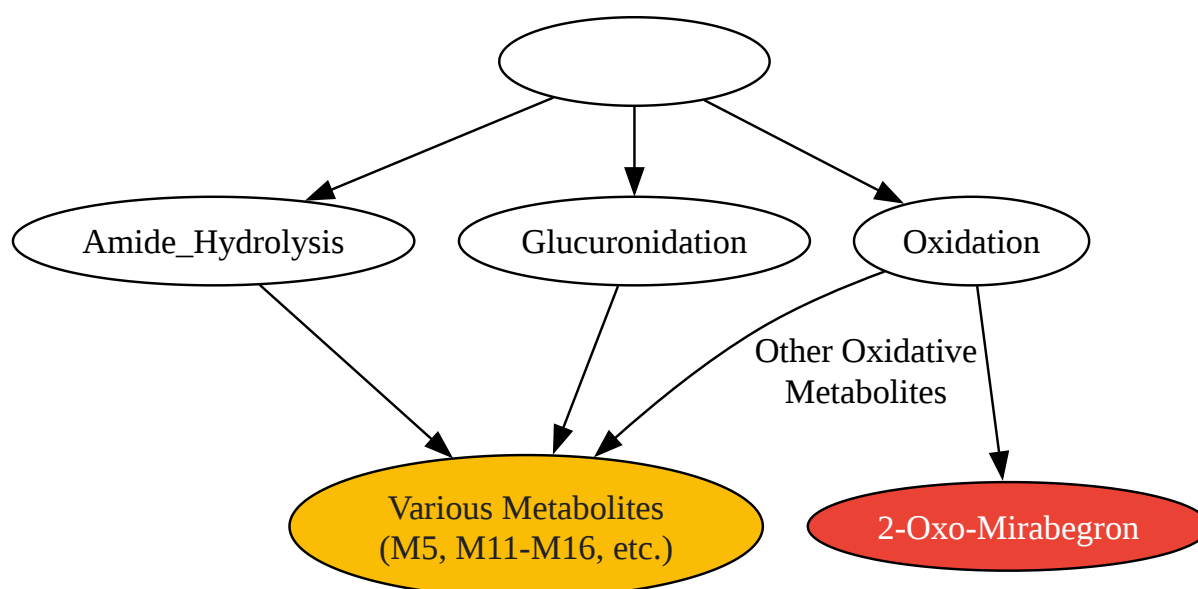 Amide_Hydrolysis
Glucuronidation
Oxidation
Other Oxidative
Metabolites
Various Metabolites
(M5, M11-M16, etc.)
2-Oxo-Mirabegron